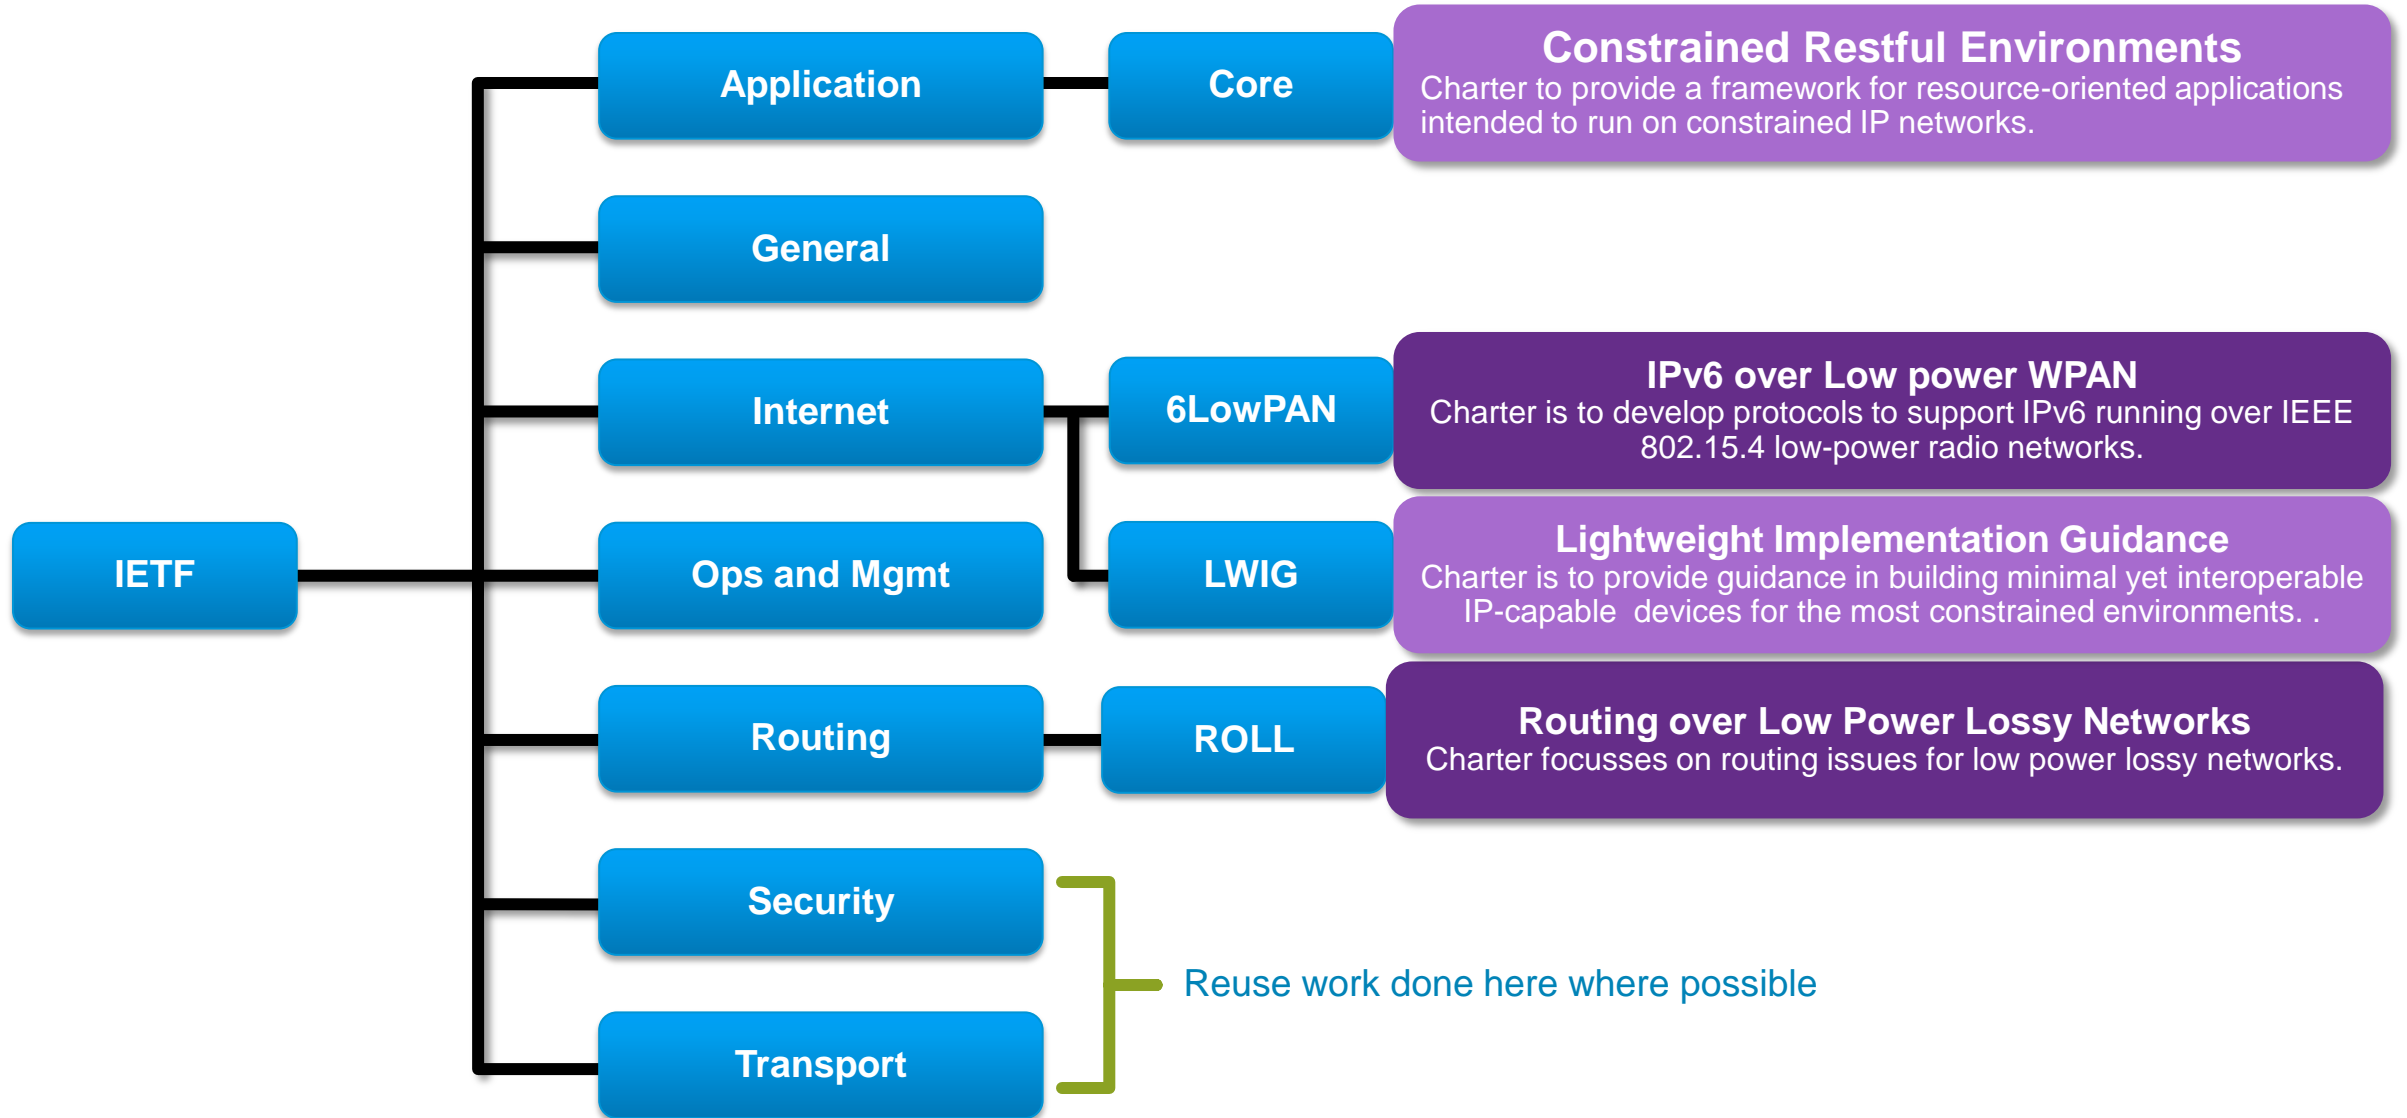 Application
Core
Constrained Restful Environments
Charter to provide a framework for resource-oriented applications
intended to run on constrained IP networks.
General
Internet
6LowPAN
IPv6 over Low power WPAN
Charter is to develop protocols to support IPv6 running over IEEE
802.15.4 low-power radio networks.
IETF
Ops and Mgmt
LWIG
Lightweight Implementation Guidance
Charter is to provide guidance in building minimal yet interoperable
IP-capable  devices for the most constrained environments. .
Routing
ROLL
Routing over Low Power Lossy Networks
Charter focusses on routing issues for low power lossy networks.
Security
Reuse work done here where possible
Transport